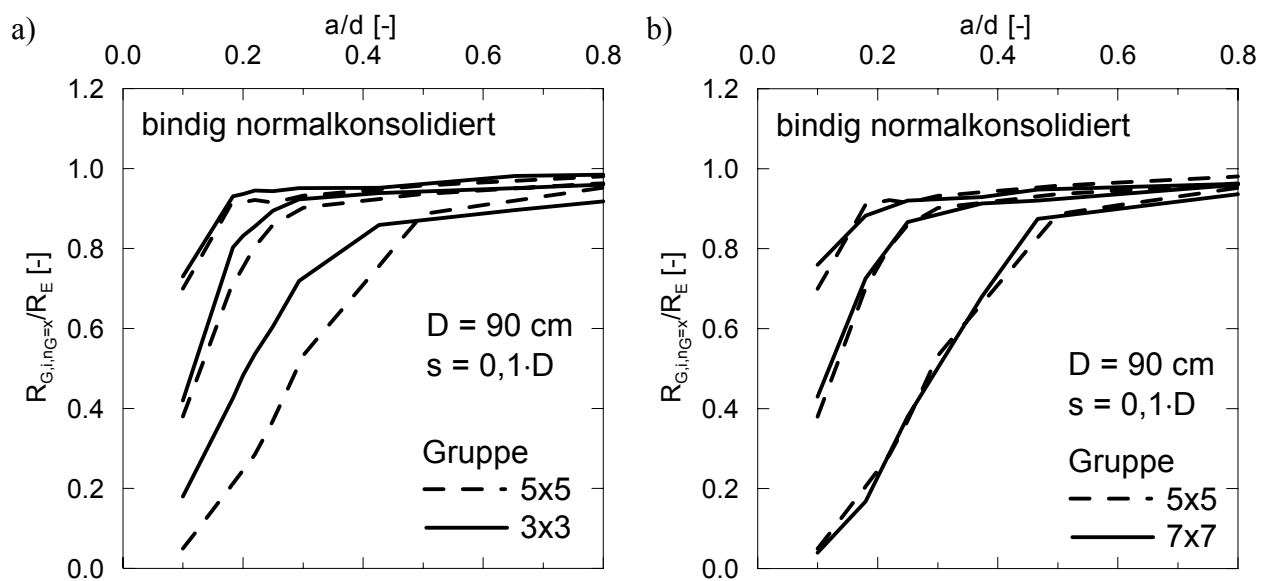 a)
a/d [-]
0.0 0.2 0.4 0.6 0.8
1.2
1.0
0.8
0.6
0.4
0.2
0.0
R_G,i,nG=x/R_E [-]
bindig normalkonsolidiert
D = 90 cm
s = 0,1·D
Gruppe
5x5
3x3
b)
a/d [-]
0.0 0.2 0.4 0.6 0.8
1.2
1.0
0.8
0.6
0.4
0.2
0.0
R_G,i,nG=x/R_E [-]
bindig normalkonsolidiert
D = 90 cm
s = 0,1·D
Gruppe
5x5
7x7